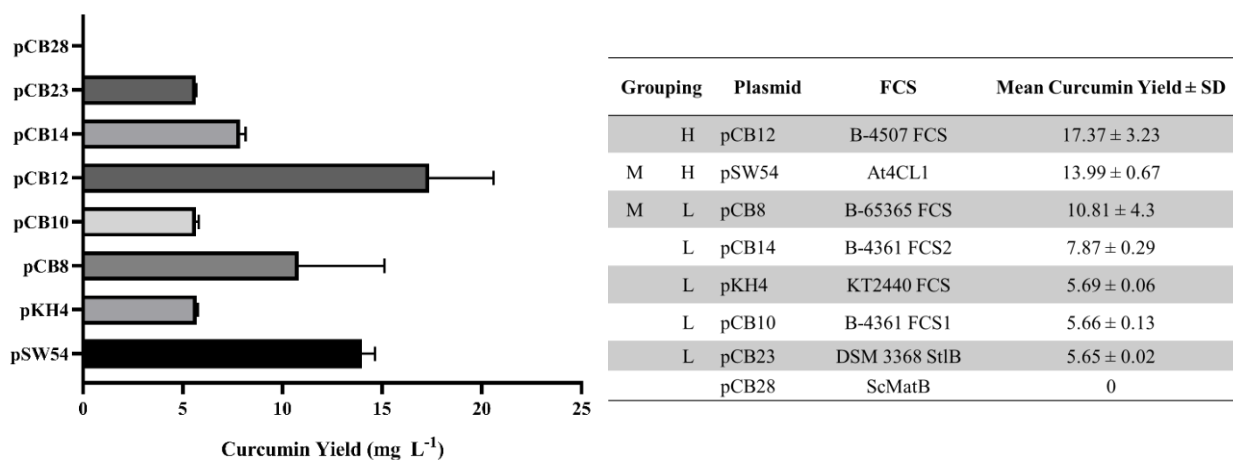 pCB28
pCB23
pCB14
pCB12
pCB10
pCB8
pKH4
pSW54
0 5 10 15 20 25
Curcumin Yield (mg L⁻¹)
Grouping Plasmid FCS Mean Curcumin Yield ± SD
H pCB12 B-4507 FCS 17.37 ± 3.23
M H pSW54 At4CL1 13.99 ± 0.67
M L pCB8 B-65365 FCS 10.81 ± 4.3
L pCB14 B-4361 FCS2 7.87 ± 0.29
L pKH4 KT2440 FCS 5.69 ± 0.06
L pCB10 B-4361 FCS1 5.66 ± 0.13
L pCB23 DSM 3368 StlB 5.65 ± 0.02
pCB28 ScMatB 0